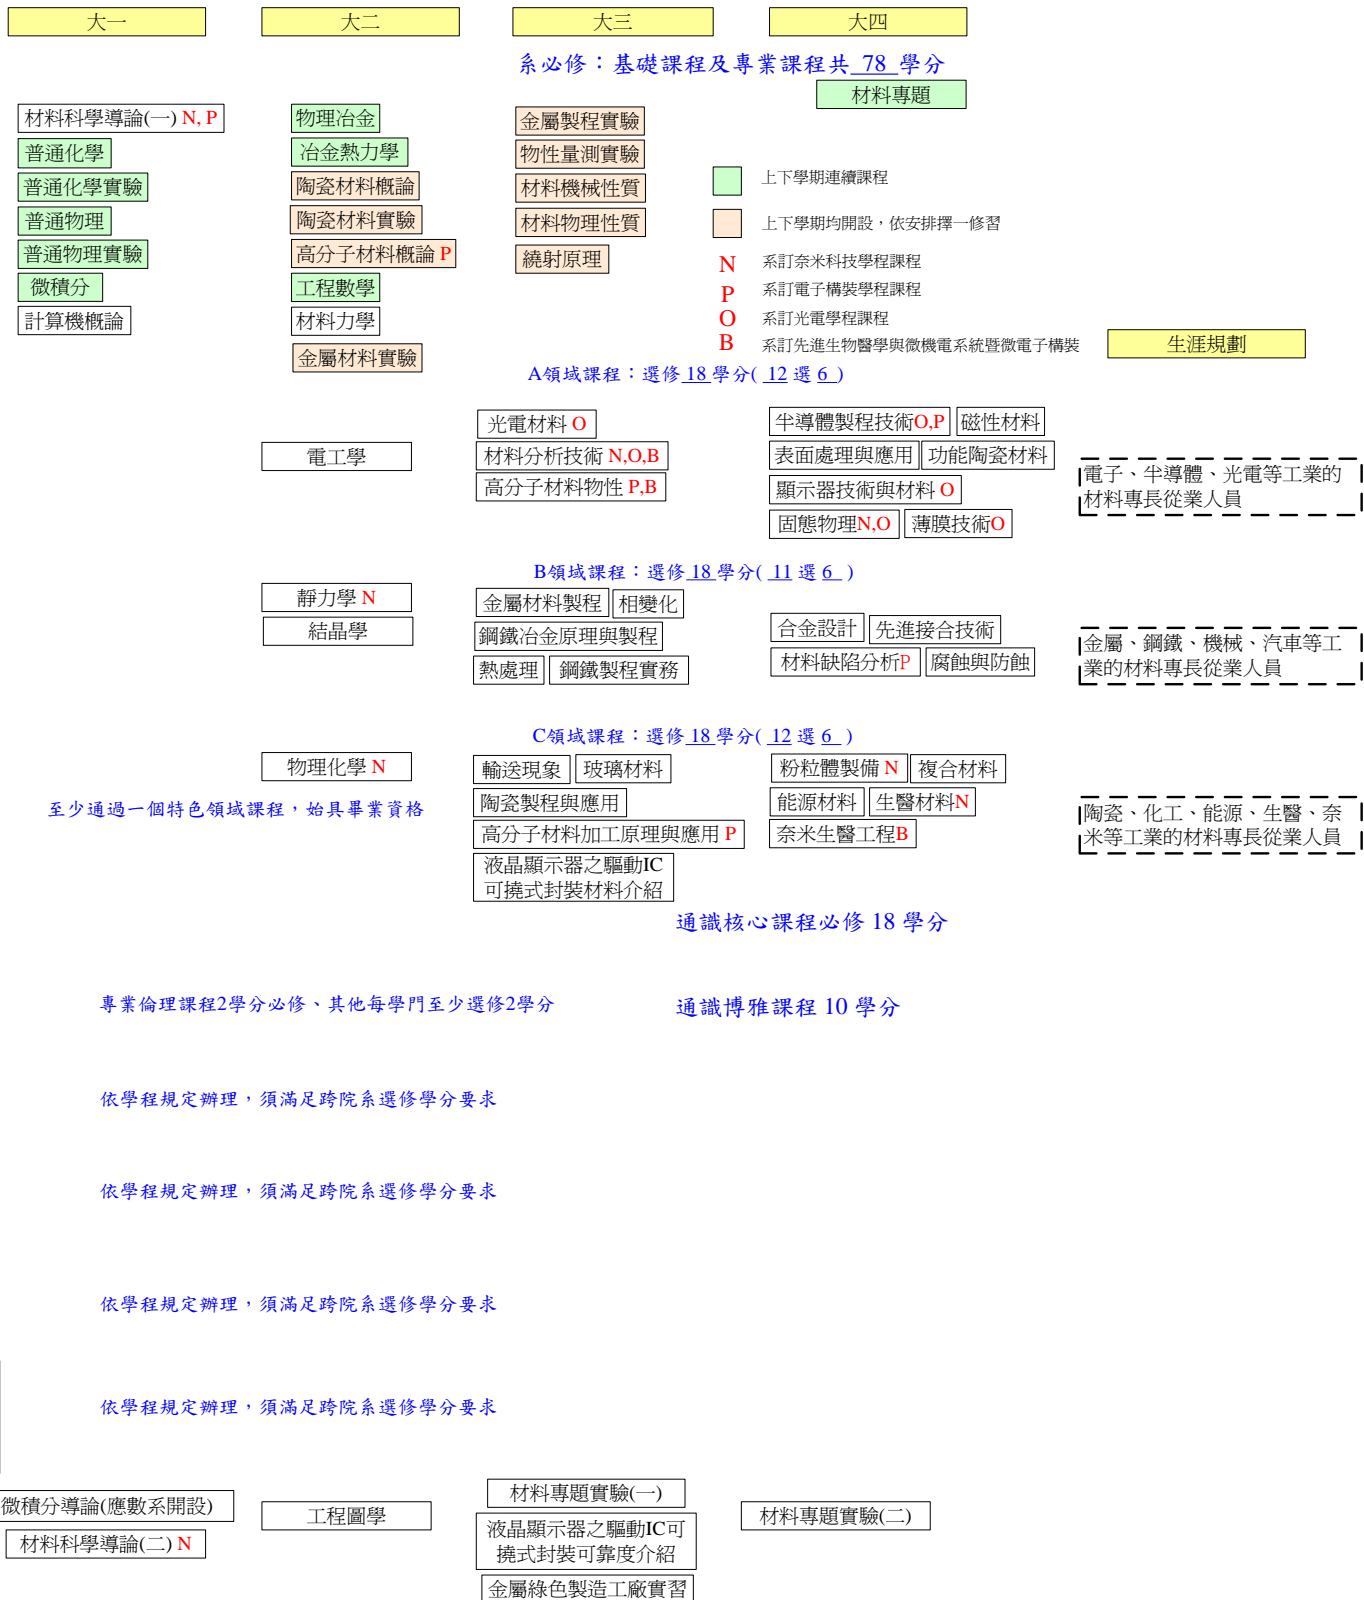 大一
大二
大三
大四
系必修：基礎課程及專業課程共 78 學分
材料專題
材料科學導論(一) N, P
普通化學
普通化學實驗
普通物理
普通物理實驗
微積分
計算機概論
物理冶金
冶金熱力學
陶瓷材料概論
陶瓷材料實驗
高分子材料概論 P
工程數學
材料力學
金屬材料實驗
金屬製程實驗
物性量測實驗
材料機械性質
材料物理性質
繞射原理
上下學期連續課程
上下學期均開設，依安排擇一修習
N 系訂奈米科技學程課程
P 系訂電子構裝學程課程
O 系訂光電學程課程
B 系訂先進生物醫學與微機電系統暨微電子構裝
生涯規劃
A領域課程：選修 18 學分( 12 選 6 )
電工學
光電材料 O
材料分析技術 N,O,B
高分子材料物性 P,B
半導體製程技術O,P
磁性材料
表面處理與應用
功能陶瓷材料
顯示器技術與材料 O
固態物理N,O
薄膜技術O
電子、半導體、光電等工業的
材料專長從業人員
B領域課程：選修 18 學分( 11 選 6 )
靜力學 N
結晶學
金屬材料製程
相變化
鋼鐵冶金原理與製程
熱處理
鋼鐵製程實務
合金設計
先進接合技術
材料缺陷分析P
腐蝕與防蝕
金屬、鋼鐵、機械、汽車等工
業的材料專長從業人員
C領域課程：選修 18 學分( 12 選 6 )
物理化學 N
至少通過一個特色領域課程，始具畢業資格
輸送現象
玻璃材料
陶瓷製程與應用
高分子材料加工原理與應用 P
液晶顯示器之驅動IC
可撓式封裝材料介紹
粉粒體製備 N
複合材料
能源材料
生醫材料N
奈米生醫工程B
陶瓷、化工、能源、生醫、奈
米等工業的材料專長從業人員
通識核心課程必修 18 學分
專業倫理課程2學分必修、其他每學門至少選修2學分
通識博雅課程 10 學分
依學程規定辦理，須滿足跨院系選修學分要求
依學程規定辦理，須滿足跨院系選修學分要求
依學程規定辦理，須滿足跨院系選修學分要求
依學程規定辦理，須滿足跨院系選修學分要求
微積分導論(應數系開設)
材料科學導論(二) N
工程圖學
材料專題實驗(一)
液晶顯示器之驅動IC可
撓式封裝可靠度介紹
金屬綠色製造工廠實習
材料專題實驗(二)